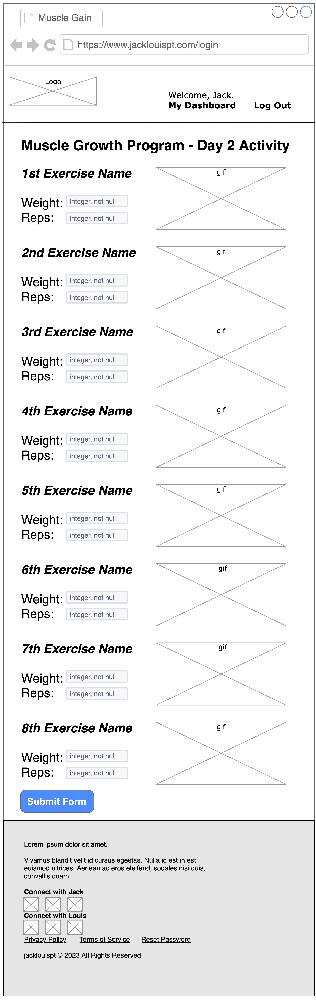 Muscle Gain
https://www.jacklouispt.com/login
Logo
Welcome, Jack.
My Dashboard Log Out
Muscle Growth Program - Day 2 Activity
1st Exercise Name
gif
Weight: integer, not null
Reps: integer, not null
2nd Exercise Name
gif
Weight: integer, not null
Reps: integer, not null
3rd Exercise Name
gif
Weight: integer, not null
Reps: integer, not null
4th Exercise Name
gif
Weight: integer, not null
Reps: integer, not null
5th Exercise Name
gif
Weight: integer, not null
Reps: integer, not null
6th Exercise Name
gif
Weight: integer, not null
Reps: integer, not null
7th Exercise Name
gif
Weight: integer, not null
Reps: integer, not null
8th Exercise Name
gif
Weight: integer, not null
Reps: integer, not null
Submit Form
Lorem ipsum dolor sit amet.
Vivamus blandit velit id cursus egestas. Nulla id est in est
euismod ultrices. Aenean ac eros eleifend, sodales nisi quis,
convallis quam.
Connect with Jack
Connect with Louis
Privacy Policy Terms of Service Reset Password
jacklouispt © 2023 All Rights Reserved